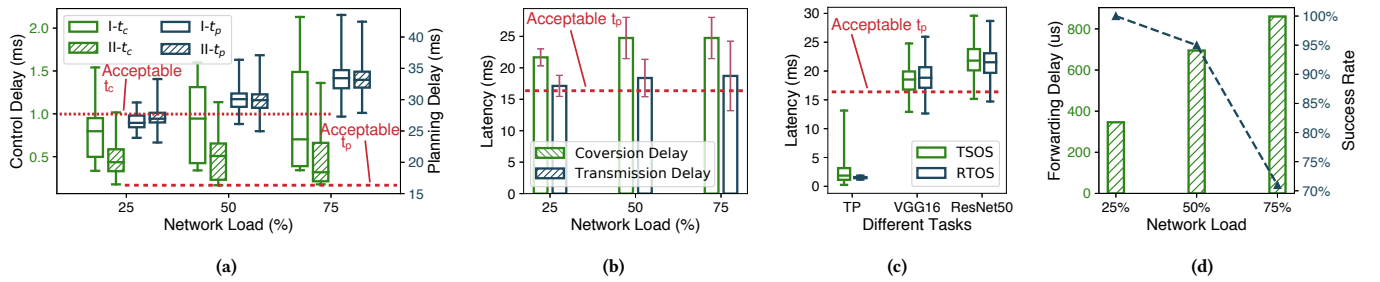 I-tc
I-tp
II-tc
II-tp
Acceptable
tc
Acceptable
tp
Control Delay (ms)
2.0
1.5
1.0
0.5
Planning Delay (ms)
40
35
30
25
20
15
25
50
75
Network Load (%)
(a)
Acceptable tp
Latency (ms)
25
20
15
10
5
0
Coversion Delay
Transmission Delay
25
50
75
Network Load (%)
(b)
Acceptable tp
Latency (ms)
30
25
20
15
10
5
0
TSOS
RTOS
TP
VGG16
ResNet50
Different Tasks
(c)
Forwarding Delay (us)
800
600
400
200
0
Success Rate
100%
95%
90%
85%
80%
75%
70%
25%
50%
75%
Network Load
(d)